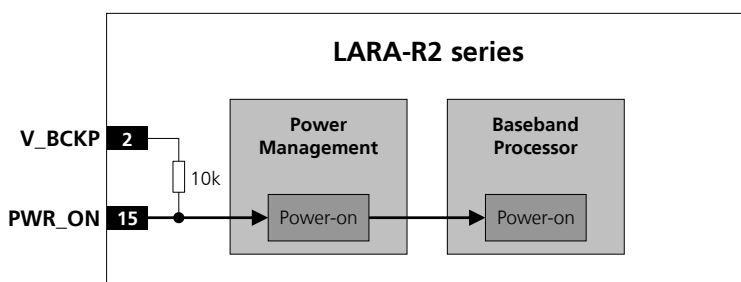 LARA-R2 series
V_BCKP 2
Power
Management
Baseband
Processor
10k
PWR_ON 15
Power-on
Power-on